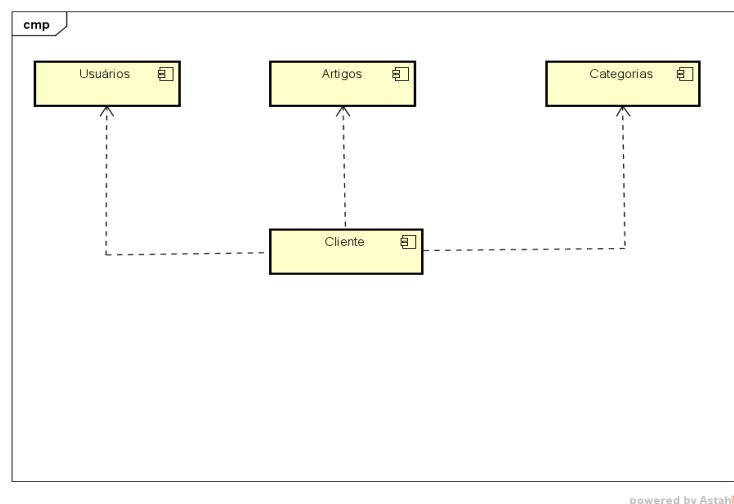 cmp
Usuários
Artigos
Categorias
Cliente
powered by Astah